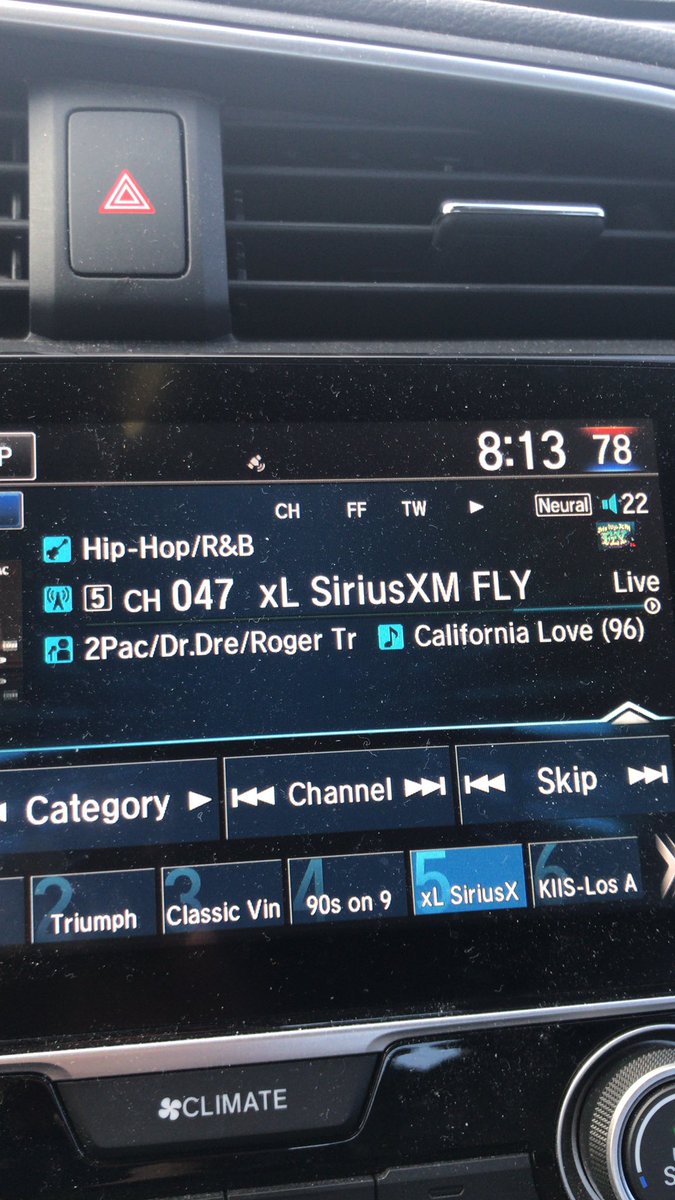 P
8:13 78
CH FF TW Neural 22
Hip-Hop/R&B
5 CH 047 xL SiriusXM FLY Live
2Pac/Dr.Dre/Roger Tr California Love (96)
Category Channel Skip
2 Triumph 3 Classic Vin 4 90s on 9 5 xL SiriusX 6 KIIS-Los A
CLIMATE